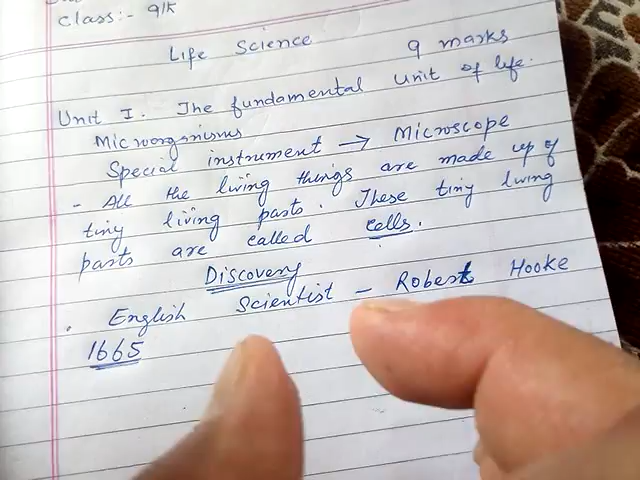 class:- 9th
Life Science 9 marks
Unit I. The fundamental unit of life.
Microorganisms
Special instrument → Microscope
- All the living things are made up of
tiny living parts. These tiny living
parts are called cells.
Discovery
. English Scientist - Robert Hooke
1665